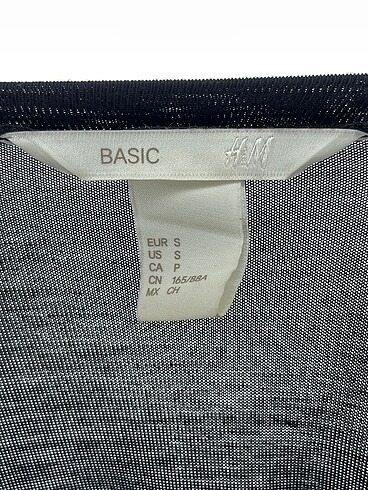 BASIC H&M
EUR S
US S
CA P
CN 165/88A
MX CH